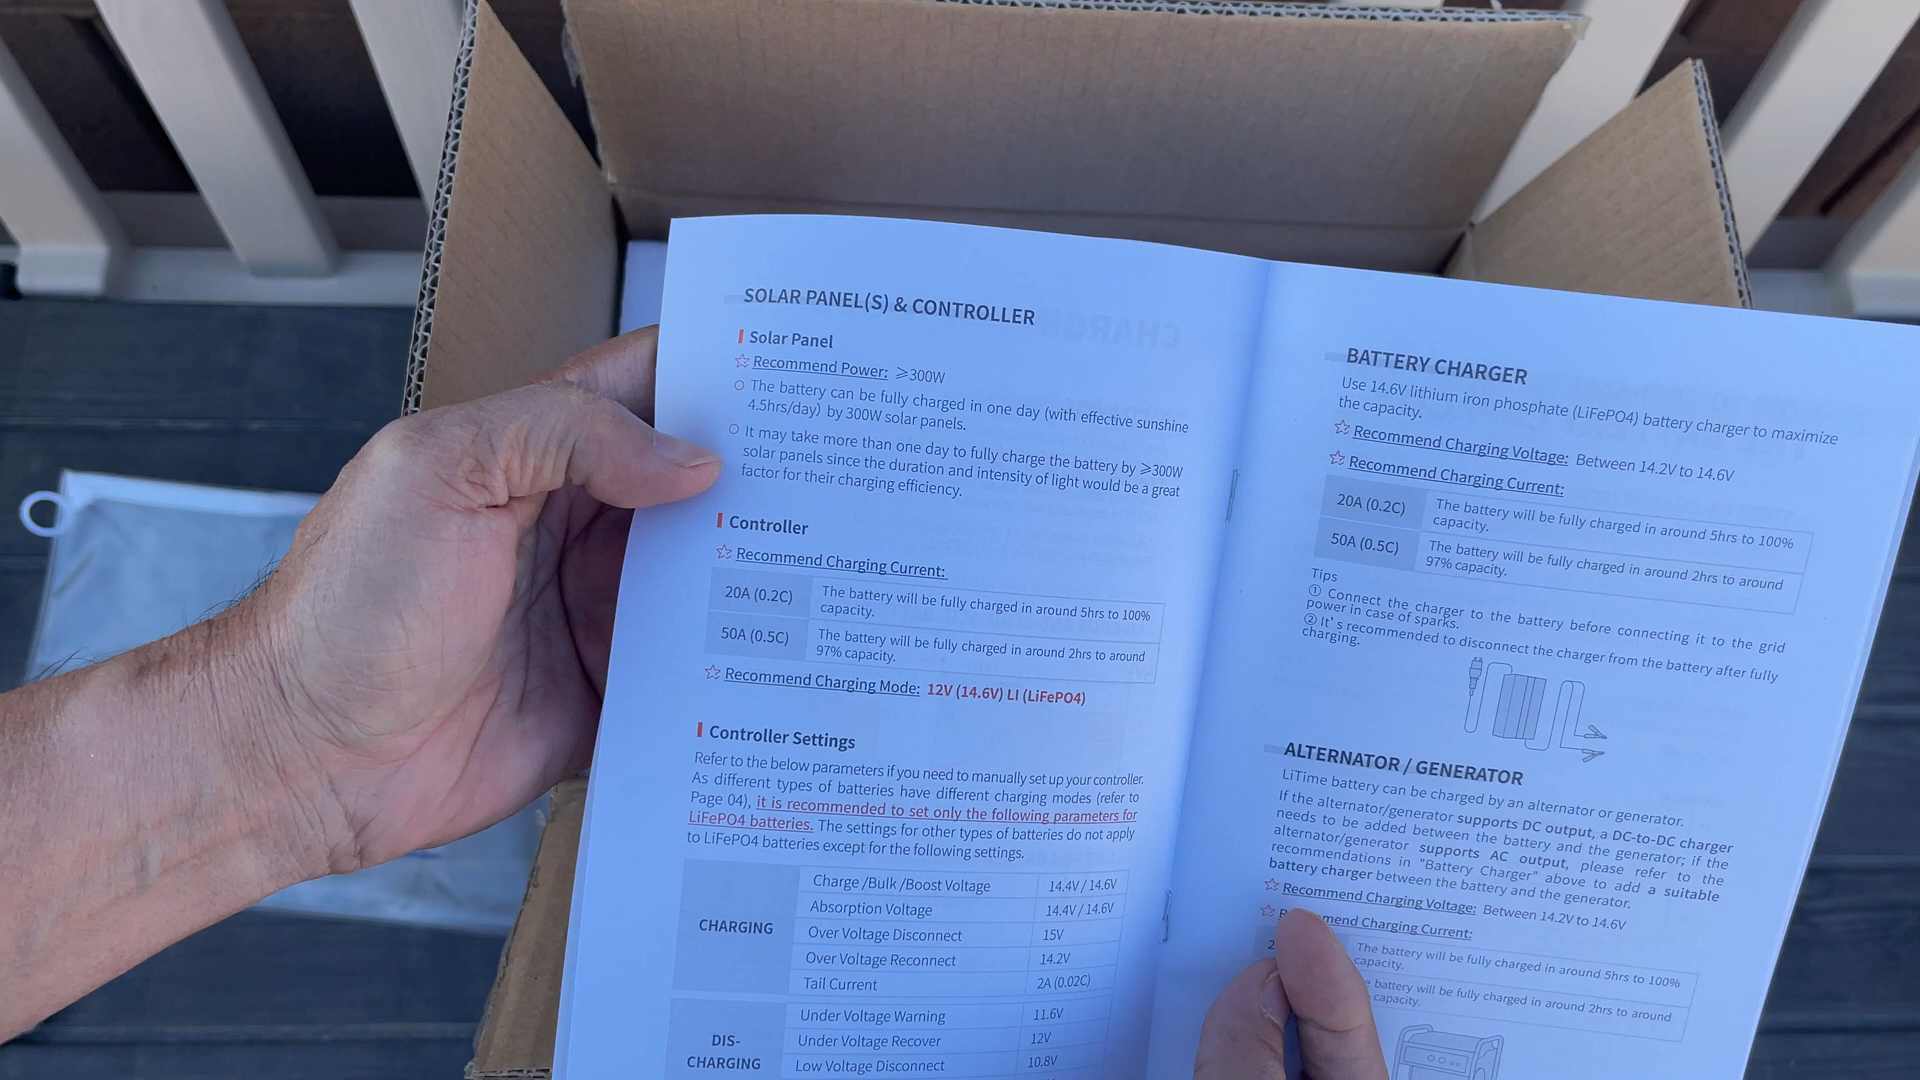 SOLAR PANEL(S) & CONTROLLER
Solar Panel
☆ Recommend Power: ⩾300W
○ The battery can be fully charged in one day (with effective sunshine
4.5hrs/day) by 300W solar panels.
○ It may take more than one day to fully charge the battery by ⩾300W
solar panels since the duration and intensity of light would be a great
factor for their charging efficiency.
Controller
☆ Recommend Charging Current:
20A (0.2C) The battery will be fully charged in around 5hrs to 100%
capacity.
50A (0.5C) The battery will be fully charged in around 2hrs to around
97% capacity.
☆ Recommend Charging Mode: 12V (14.6V) LI (LiFePO4)
Controller Settings
Refer to the below parameters if you need to manually set up your controller.
As different types of batteries have different charging modes (refer to
Page 04), it is recommended to set only the following parameters for
LiFePO4 batteries. The settings for other types of batteries do not apply
to LiFePO4 batteries except for the following settings.
CHARGING
Charge /Bulk /Boost Voltage 14.4V / 14.6V
Absorption Voltage 14.4V / 14.6V
Over Voltage Disconnect 15V
Over Voltage Reconnect 14.2V
Tail Current 2A (0.02C)
DIS-
CHARGING
Under Voltage Warning 11.6V
Under Voltage Recover 12V
Low Voltage Disconnect 10.8V
BATTERY CHARGER
Use 14.6V lithium iron phosphate (LiFePO4) battery charger to maximize
the capacity.
☆ Recommend Charging Voltage: Between 14.2V to 14.6V
☆ Recommend Charging Current:
20A (0.2C) The battery will be fully charged in around 5hrs to 100%
capacity.
50A (0.5C) The battery will be fully charged in around 2hrs to around
97% capacity.
Tips
① Connect the charger to the battery before connecting it to the grid
power in case of sparks.
② It's recommended to disconnect the charger from the battery after fully
charging.
ALTERNATOR / GENERATOR
LiTime battery can be charged by an alternator or generator.
If the alternator/generator supports DC output, a DC-to-DC charger
needs to be added between the battery and the generator; if the
alternator/generator supports AC output, please refer to the
recommendations in "Battery Charger" above to add a suitable
battery charger between the battery and the generator.
☆ Recommend Charging Voltage: Between 14.2V to 14.6V
☆ Charging Current:
The battery will be fully charged in around 5hrs to 100%
capacity.
battery will be fully charged in around 2hrs to around
capacity.